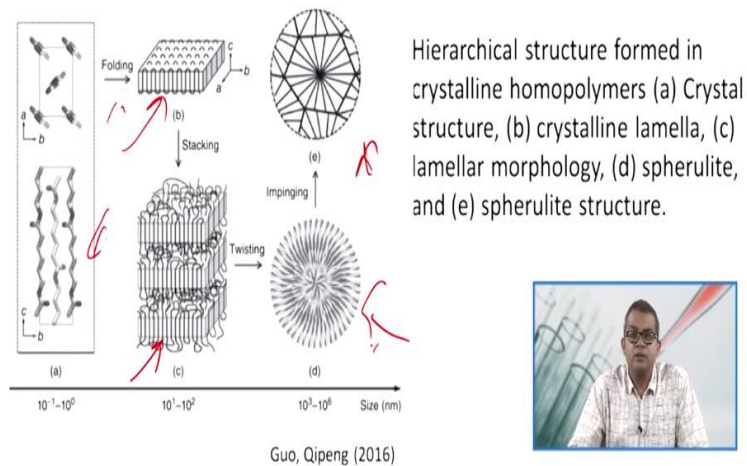 a
b
Folding
c
b
a
(b)
Stacking
(e)
Impinging
c
b
Twisting
(a)
(c)
(d)
10⁻¹–10⁰
10¹–10²
10³–10⁶
Size (nm)
Guo, Qipeng (2016)
Hierarchical structure formed in
crystalline homopolymers (a) Crystal
structure, (b) crystalline lamella, (c)
lamellar morphology, (d) spherulite,
and (e) spherulite structure.